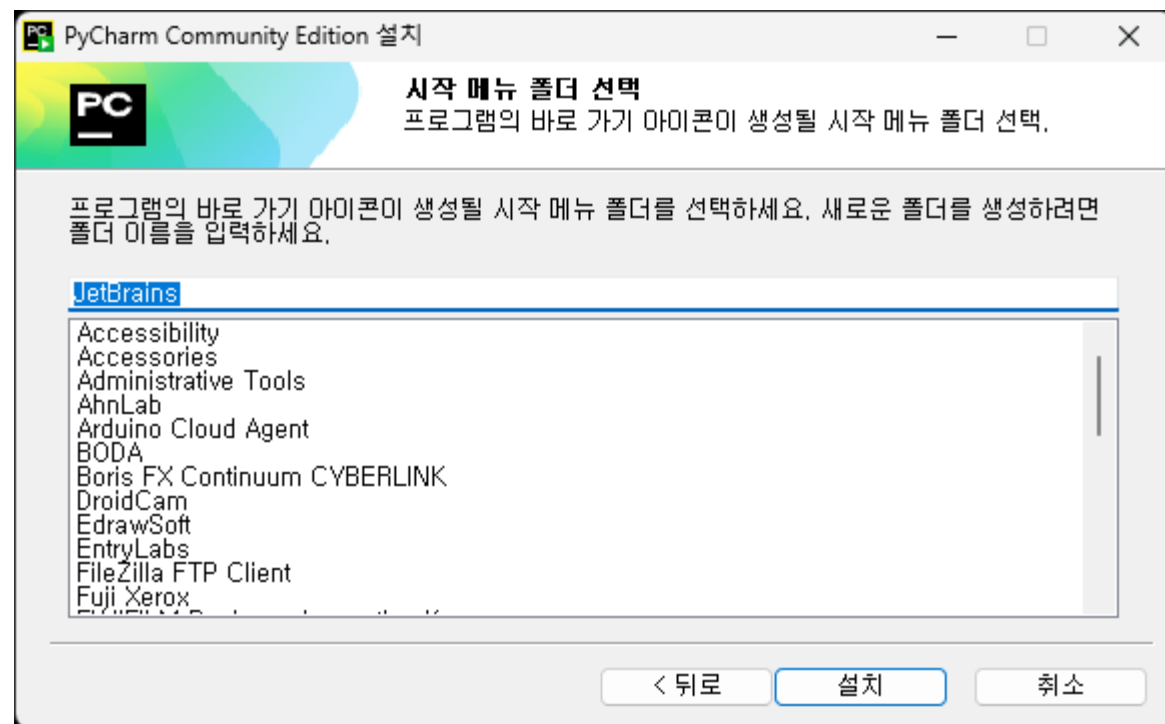 PyCharm Community Edition 설치
PC
시작 메뉴 폴더 선택
프로그램의 바로 가기 아이콘이 생성될 시작 메뉴 폴더 선택.
프로그램의 바로 가기 아이콘이 생성될 시작 메뉴 폴더를 선택하세요. 새로운 폴더를 생성하려면
폴더 이름을 입력하세요.
JetBrains
Accessibility
Accessories
Administrative Tools
AhnLab
Arduino Cloud Agent
BODA
Boris FX Continuum CYBERLINK
DroidCam
EdrawSoft
EntryLabs
FileZilla FTP Client
Fuji Xerox
< 뒤로
설치
취소